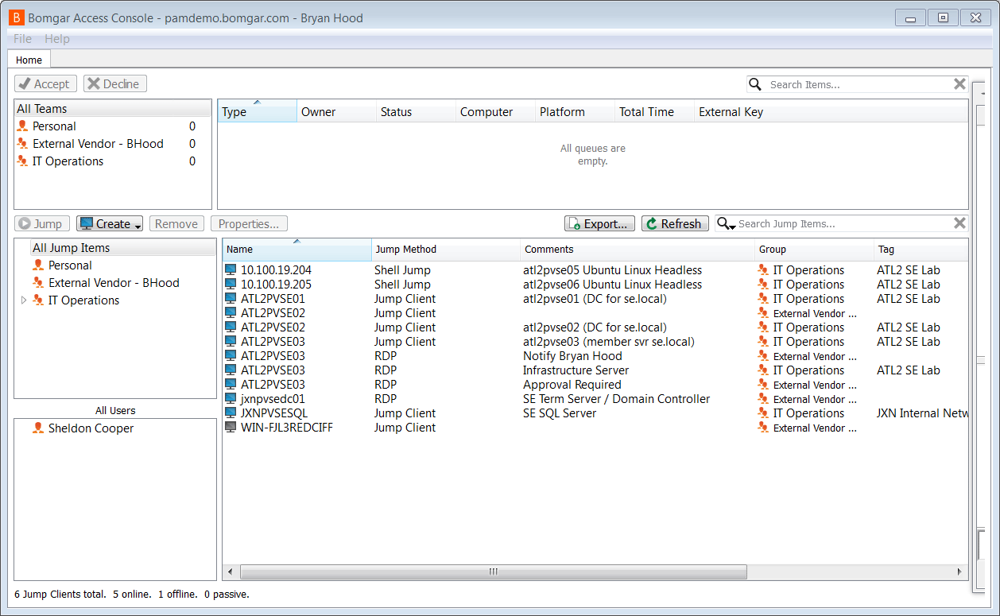 B Bomgar Access Console - pamdemo.bomgar.com - Bryan Hood
File Help
Home
Accept Decline Search Items...
All Teams
Personal 0
External Vendor - BHood 0
IT Operations 0
Type Owner Status Computer Platform Total Time External Key
All queues are
empty.
Jump Create Remove Properties... Export... Refresh Search Jump Items...
All Jump Items
Personal
External Vendor - BHood
IT Operations
All Users
Sheldon Cooper
Name Jump Method Comments Group Tag
10.100.19.204 Shell Jump atl2pvse05 Ubuntu Linux Headless IT Operations ATL2 SE Lab
10.100.19.205 Shell Jump atl2pvse06 Ubuntu Linux Headless IT Operations ATL2 SE Lab
ATL2PVSE01 Jump Client atl2pvse01 (DC for se.local) IT Operations ATL2 SE Lab
ATL2PVSE02 Jump Client External Vendor ...
ATL2PVSE02 Jump Client atl2pvse02 (DC for se.local) IT Operations ATL2 SE Lab
ATL2PVSE03 Jump Client atl2pvse03 (member svr se.local) IT Operations ATL2 SE Lab
ATL2PVSE03 RDP Notify Bryan Hood External Vendor ...
ATL2PVSE03 RDP Infrastructure Server IT Operations ATL2 SE Lab
ATL2PVSE03 RDP Approval Required External Vendor ...
jxnpvsedc01 RDP SE Term Server / Domain Controller External Vendor ...
JXNPVSESQL Jump Client SE SQL Server IT Operations JXN Internal Netw
WIN-FJL3REDCIFF Jump Client External Vendor ...
6 Jump Clients total. 5 online. 1 offline. 0 passive.